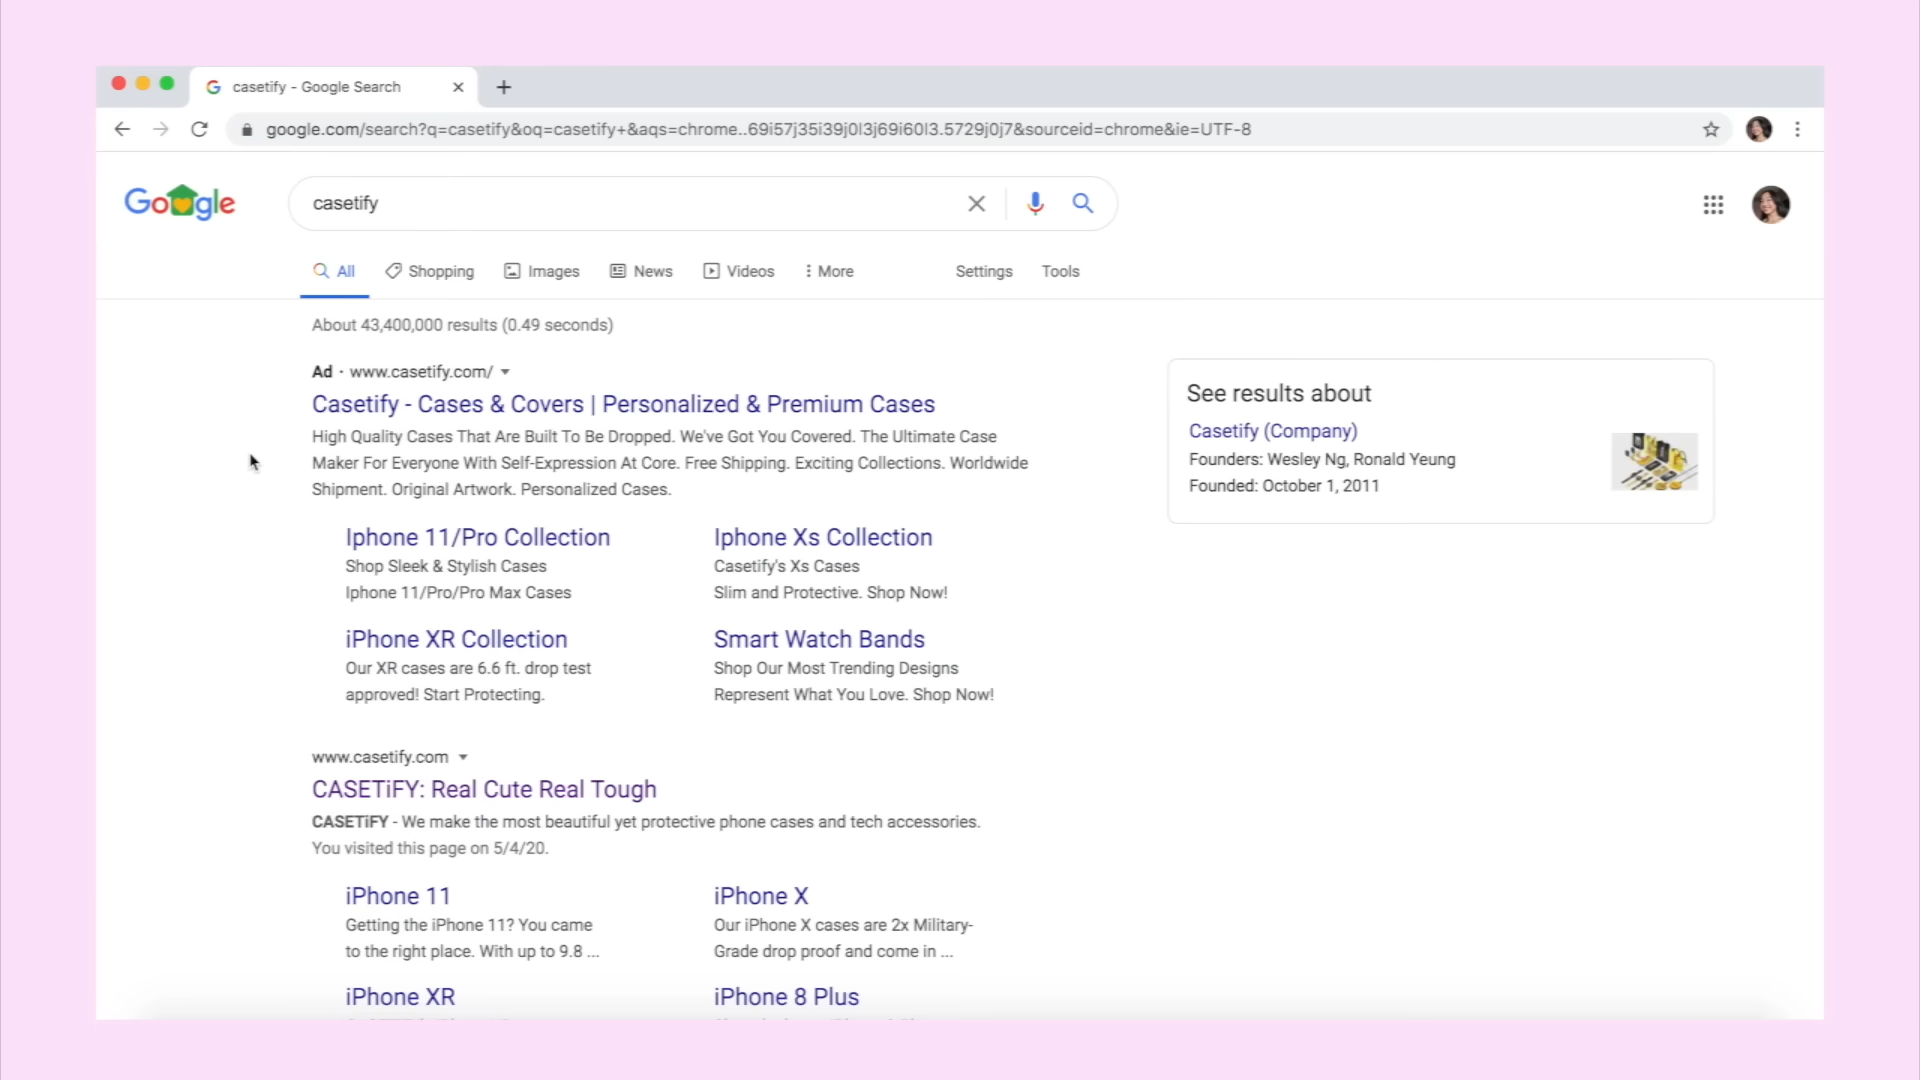 casetify - Google Search
google.com/search?q=casetify&oq=casetify+&aqs=chrome..69i57j35i39j0l3j69i60l3.5729j0j7&sourceid=chrome&ie=UTF-8
Google
casetify
All Shopping Images News Videos More Settings Tools
About 43,400,000 results (0.49 seconds)
Ad · www.casetify.com/
Casetify - Cases & Covers | Personalized & Premium Cases
High Quality Cases That Are Built To Be Dropped. We've Got You Covered. The Ultimate Case
Maker For Everyone With Self-Expression At Core. Free Shipping. Exciting Collections. Worldwide
Shipment. Original Artwork. Personalized Cases.
Iphone 11/Pro Collection
Shop Sleek & Stylish Cases
Iphone 11/Pro/Pro Max Cases
Iphone Xs Collection
Casetify's Xs Cases
Slim and Protective. Shop Now!
iPhone XR Collection
Our XR cases are 6.6 ft. drop test
approved! Start Protecting.
Smart Watch Bands
Shop Our Most Trending Designs
Represent What You Love. Shop Now!
www.casetify.com
CASETiFY: Real Cute Real Tough
CASETiFY - We make the most beautiful yet protective phone cases and tech accessories.
You visited this page on 5/4/20.
iPhone 11
Getting the iPhone 11? You came
to the right place. With up to 9.8 ...
iPhone X
Our iPhone X cases are 2x Military-
Grade drop proof and come in ...
iPhone XR
iPhone 8 Plus
See results about
Casetify (Company)
Founders: Wesley Ng, Ronald Yeung
Founded: October 1, 2011